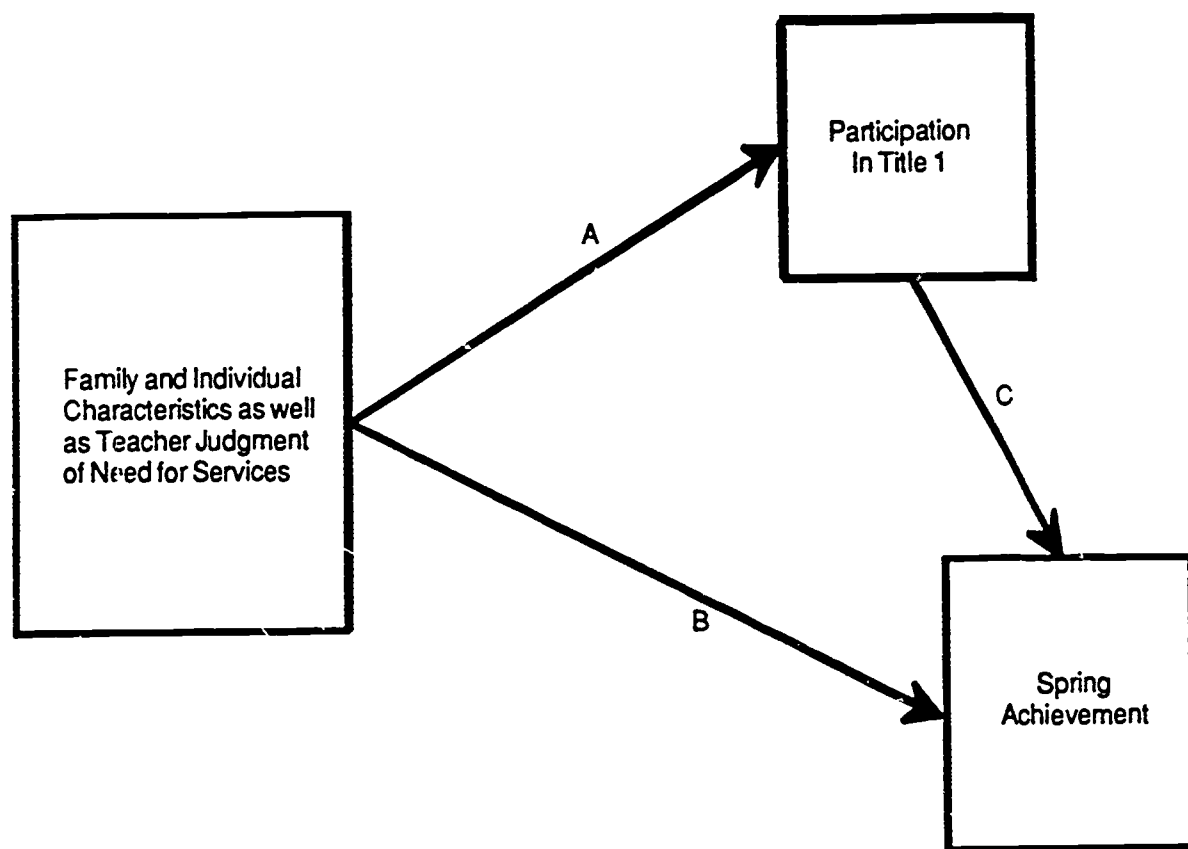 Participation
In Title 1
A
Family and Individual
Characteristics as well
as Teacher Judgment
of Need for Services
C
B
Spring
Achievement